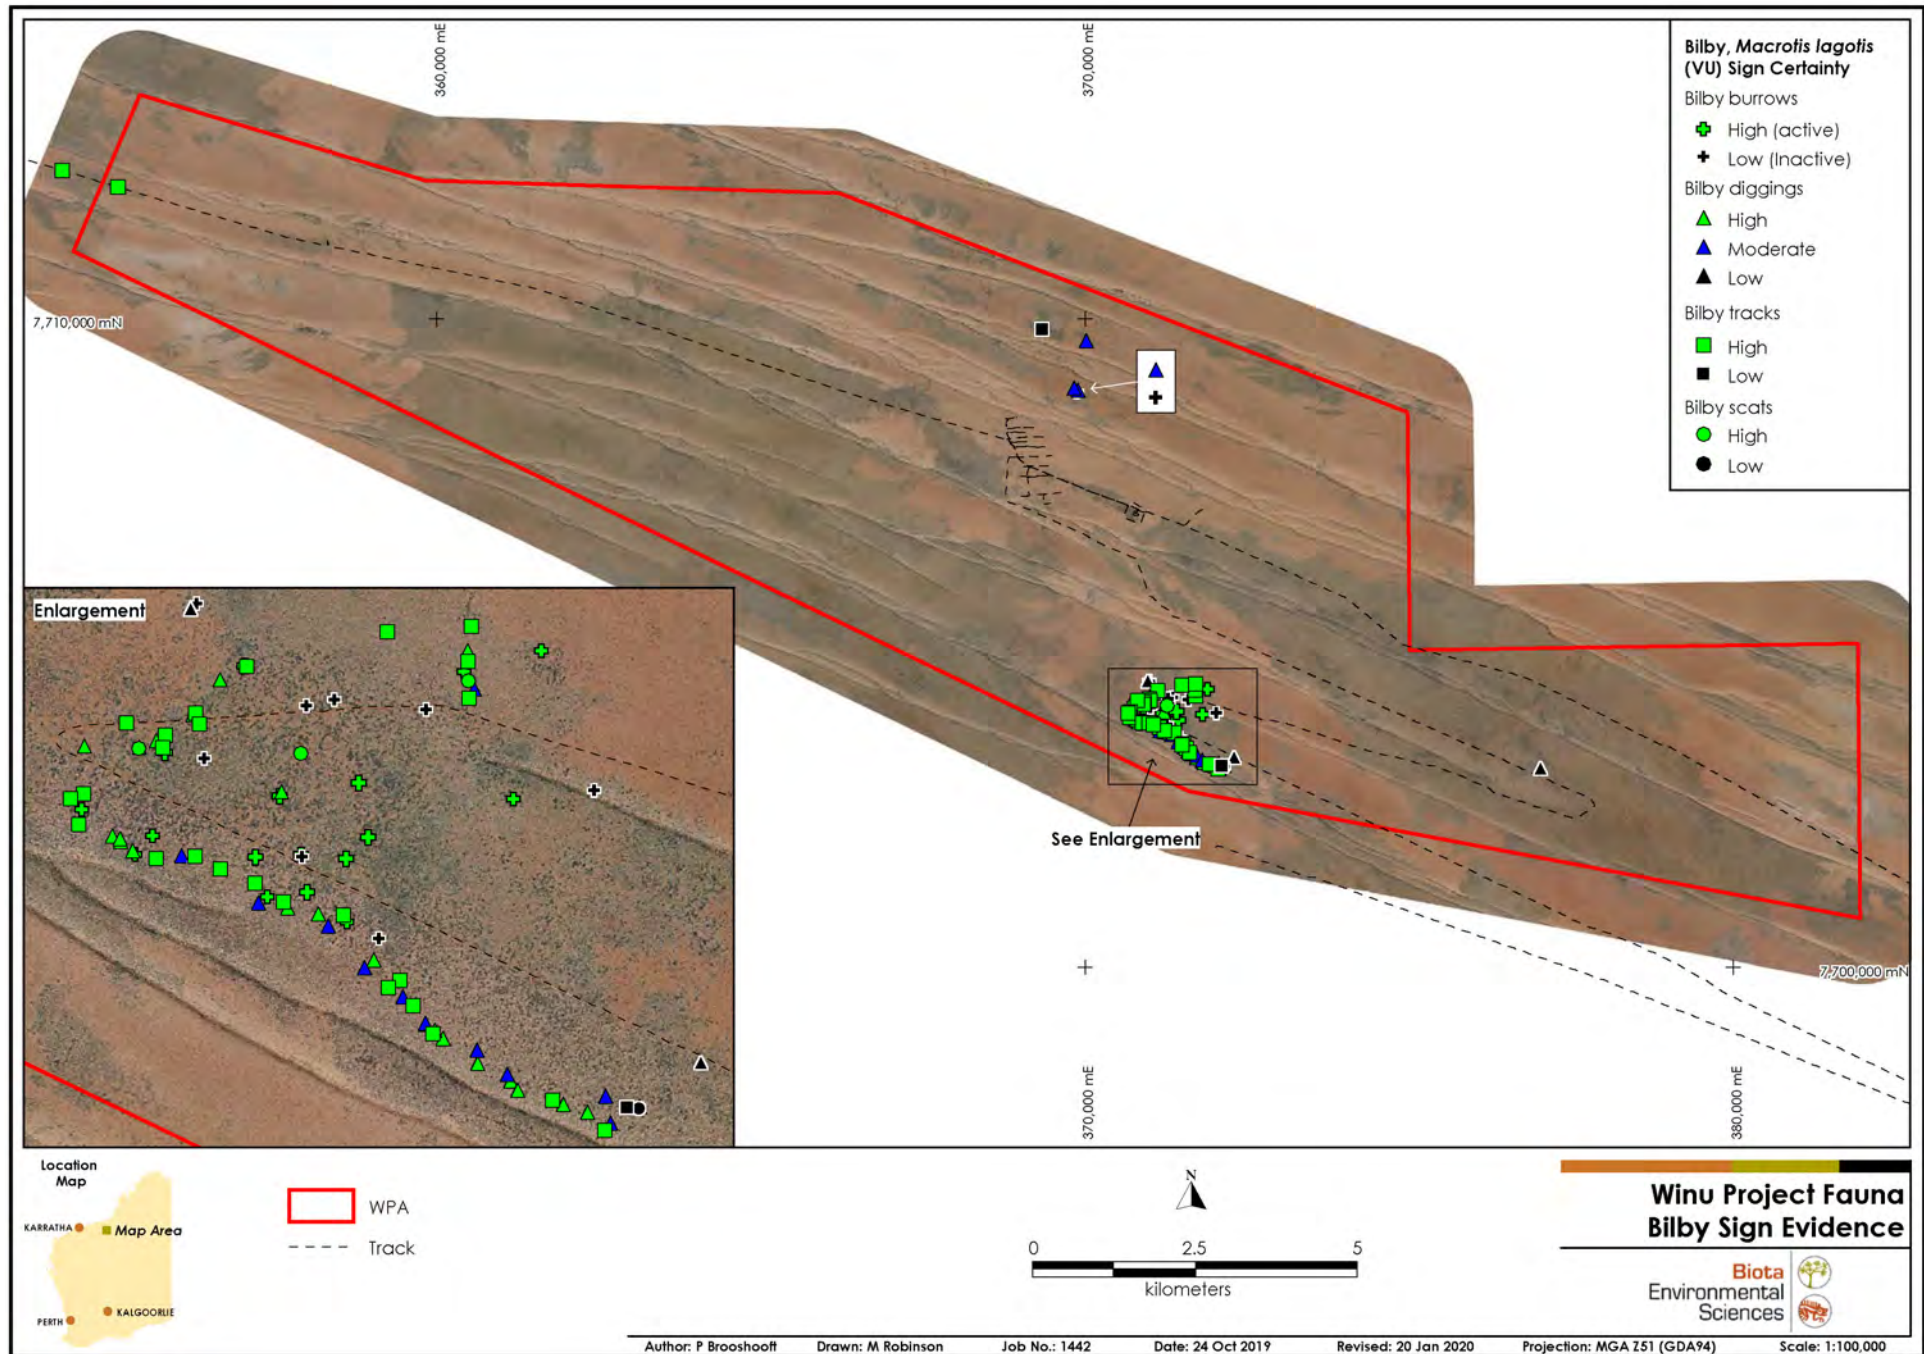 360,000 mE
370,000 mE
Bilby, Macrotis lagotis
(VU) Sign Certainty
Bilby burrows
High (active)
Low (Inactive)
Bilby diggings
High
Moderate
Low
Bilby tracks
High
Low
Bilby scats
High
Low
7,710,000 mN
Enlargement
See Enlargement
7,700,000 mN
370,000 mE
380,000 mE
Location
Map
KARRATHA
Map Area
KALGOORLIE
PERTH
WPA
Track
N
0 2.5 5
kilometers
Winu Project Fauna
Bilby Sign Evidence
Biota
Environmental
Sciences
Author: P Brooshooft Drawn: M Robinson Job No.: 1442 Date: 24 Oct 2019 Revised: 20 Jan 2020 Projection: MGA Z51 (GDA94) Scale: 1:100,000